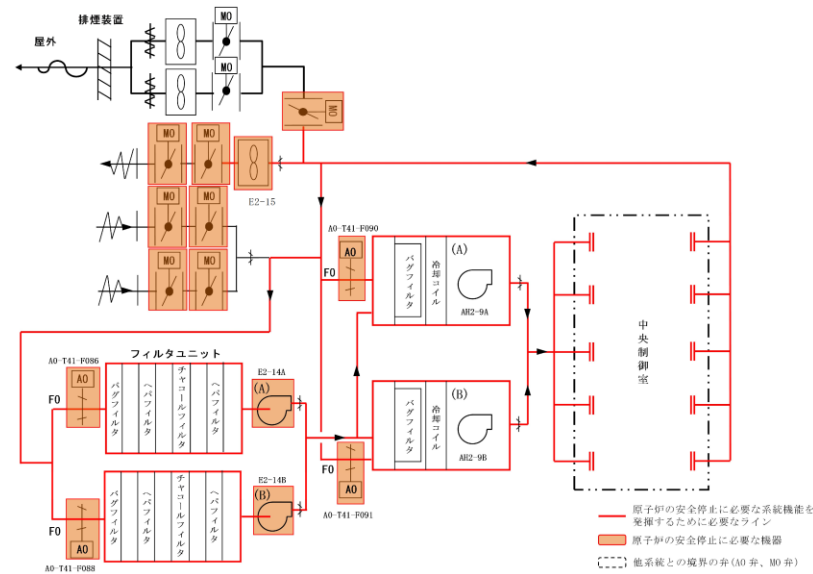 排煙装置
MO
屋外
MO
MO
MO
MO
E2-15
MO
MO
MO
MO
AO-T41-F090
AO
FO
(A)
バグフィルタ
冷却コイル
AH2-9A
中央制御室
フィルタユニット
AO-T41-F086
AO
FO
バグフィルタ
ヘパフィルタ
チャコールフィルタ
ヘパフィルタ
E2-14A
(A)
(B)
バグフィルタ
冷却コイル
AH2-9B
FO
AO
AO-T41-F091
E2-14B
(B)
バグフィルタ
ヘパフィルタ
チャコールフィルタ
ヘパフィルタ
FO
AO
AO-T41-F088
原子炉の安全停止に必要な系統機能を
発揮するために必要なライン
原子炉の安全停止に必要な機器
他系統との境界の弁(AO 弁、MO 弁)